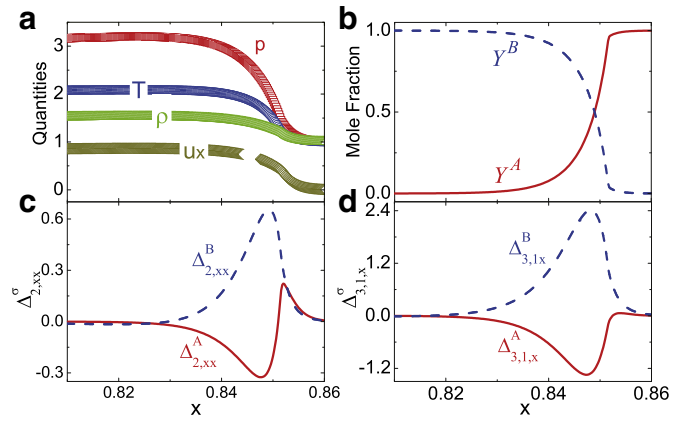 a
Quantities
3
2
1
0
p
T
ρ
ux
b
Mole Fraction
1.0
0.5
0.0
Y^B
Y^A
c
Δ^σ_2,xx
0.6
0.3
0.0
-0.3
Δ^B_2,xx
Δ^A_2,xx
0.82 0.84 0.86
x
d
Δ^σ_3,1,x
2.4
1.2
0.0
-1.2
Δ^B_3,1x
Δ^A_3,1,x
0.82 0.84 0.86
x